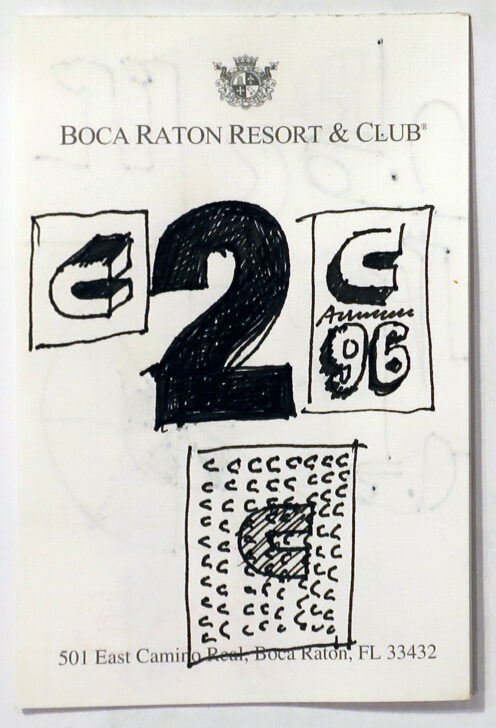 BOCA RATON RESORT & CLUB®
C 2 C
96
C C C C C C C C
C
501 East Camino Real, Boca Raton, FL 33432